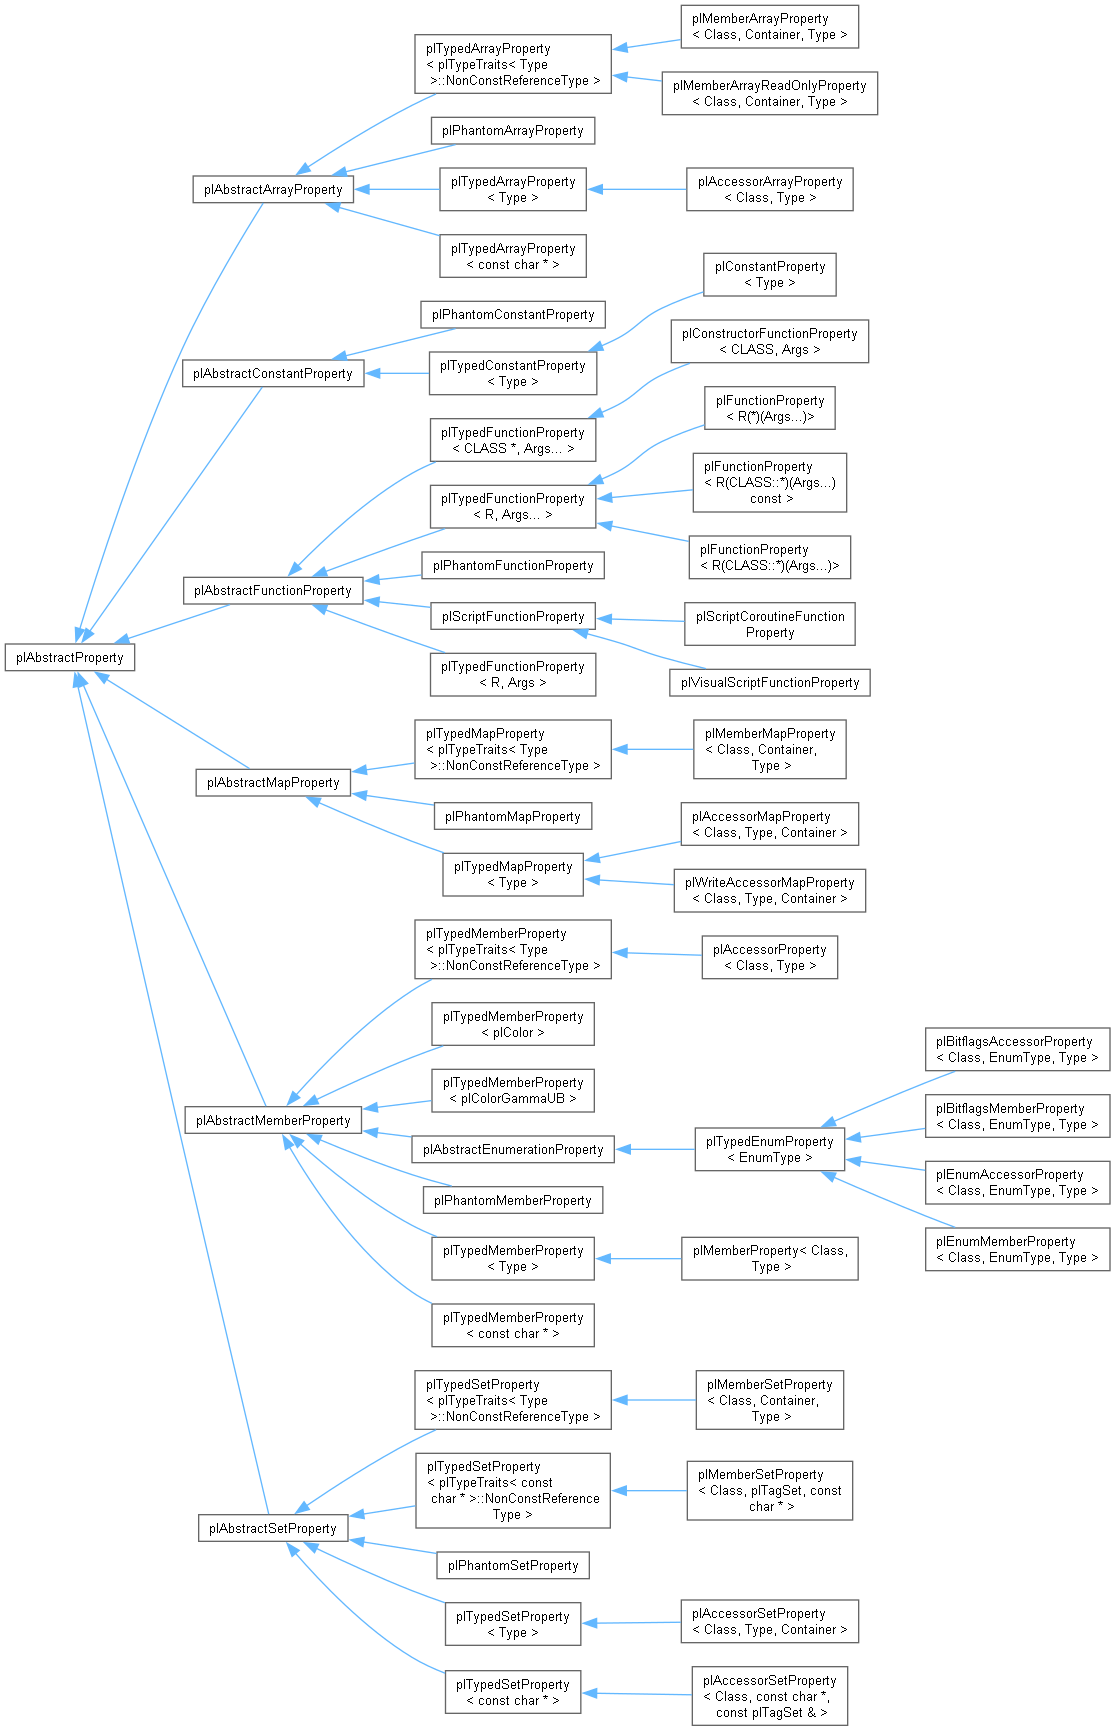 plMemberArrayProperty
< Class, Container, Type >
plTypedArrayProperty
< plTypeTraits< Type
>::NonConstReferenceType >
plMemberArrayReadOnlyProperty
< Class, Container, Type >
plPhantomArrayProperty
plAbstractArrayProperty
plTypedArrayProperty
< Type >
plAccessorArrayProperty
< Class, Type >
plTypedArrayProperty
< const char * >
plConstantProperty
< Type >
plPhantomConstantProperty
plAbstractConstantProperty
plTypedConstantProperty
< Type >
plConstructorFunctionProperty
< CLASS, Args >
plTypedFunctionProperty
< CLASS *, Args... >
plFunctionProperty
< R(*)(Args...)>
plTypedFunctionProperty
< R, Args... >
plFunctionProperty
< R(CLASS::*)(Args...)
const >
plFunctionProperty
< R(CLASS::*)(Args...)>
plPhantomFunctionProperty
plAbstractFunctionProperty
plScriptFunctionProperty
plScriptCoroutineFunction
Property
plAbstractProperty
plTypedFunctionProperty
< R, Args >
plVisualScriptFunctionProperty
plTypedMapProperty
< plTypeTraits< Type
>::NonConstReferenceType >
plMemberMapProperty
< Class, Container,
Type >
plAbstractMapProperty
plPhantomMapProperty
plAccessorMapProperty
< Class, Type, Container >
plTypedMapProperty
< Type >
plWriteAccessorMapProperty
< Class, Type, Container >
plTypedMemberProperty
< plTypeTraits< Type
>::NonConstReferenceType >
plAccessorProperty
< Class, Type >
plTypedMemberProperty
< plColor >
plTypedMemberProperty
< plColorGammaUB >
plAbstractMemberProperty
plAbstractEnumerationProperty
plTypedEnumProperty
< EnumType >
plBitflagsAccessorProperty
< Class, EnumType, Type >
plBitflagsMemberProperty
< Class, EnumType, Type >
plEnumAccessorProperty
< Class, EnumType, Type >
plEnumMemberProperty
< Class, EnumType, Type >
plPhantomMemberProperty
plTypedMemberProperty
< Type >
plMemberProperty< Class,
Type >
plTypedMemberProperty
< const char * >
plTypedSetProperty
< plTypeTraits< Type
>::NonConstReferenceType >
plMemberSetProperty
< Class, Container,
Type >
plTypedSetProperty
< plTypeTraits< const
char * >::NonConstReference
Type >
plMemberSetProperty
< Class, plTagSet, const
char * >
plAbstractSetProperty
plPhantomSetProperty
plTypedSetProperty
< Type >
plAccessorSetProperty
< Class, Type, Container >
plTypedSetProperty
< const char * >
plAccessorSetProperty
< Class, const char *,
const plTagSet & >